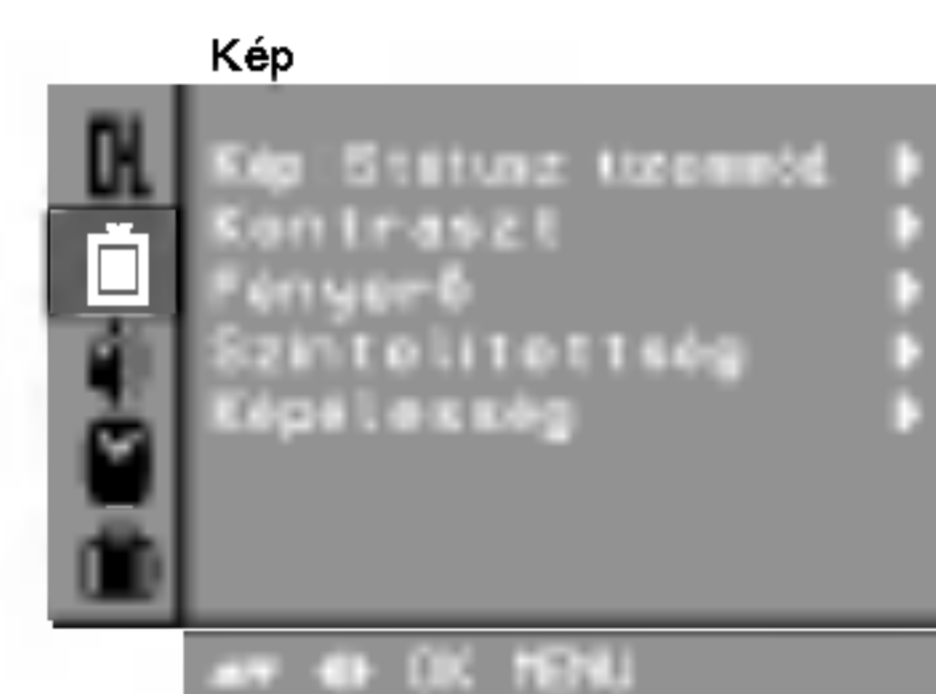 Kép
Kép Státusz üzemmód
Kontraszt
Fényerő
Színtelítettség
Képélesség
OK MENU